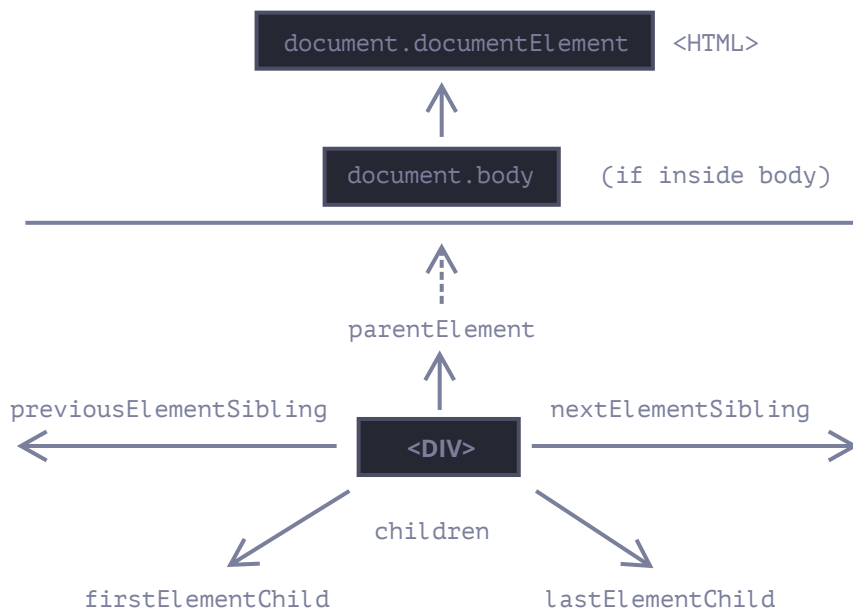 document.documentElement <HTML>
document.body (if inside body)
parentElement
previousElementSibling nextElementSibling
<DIV>
children
firstElementChild lastElementChild